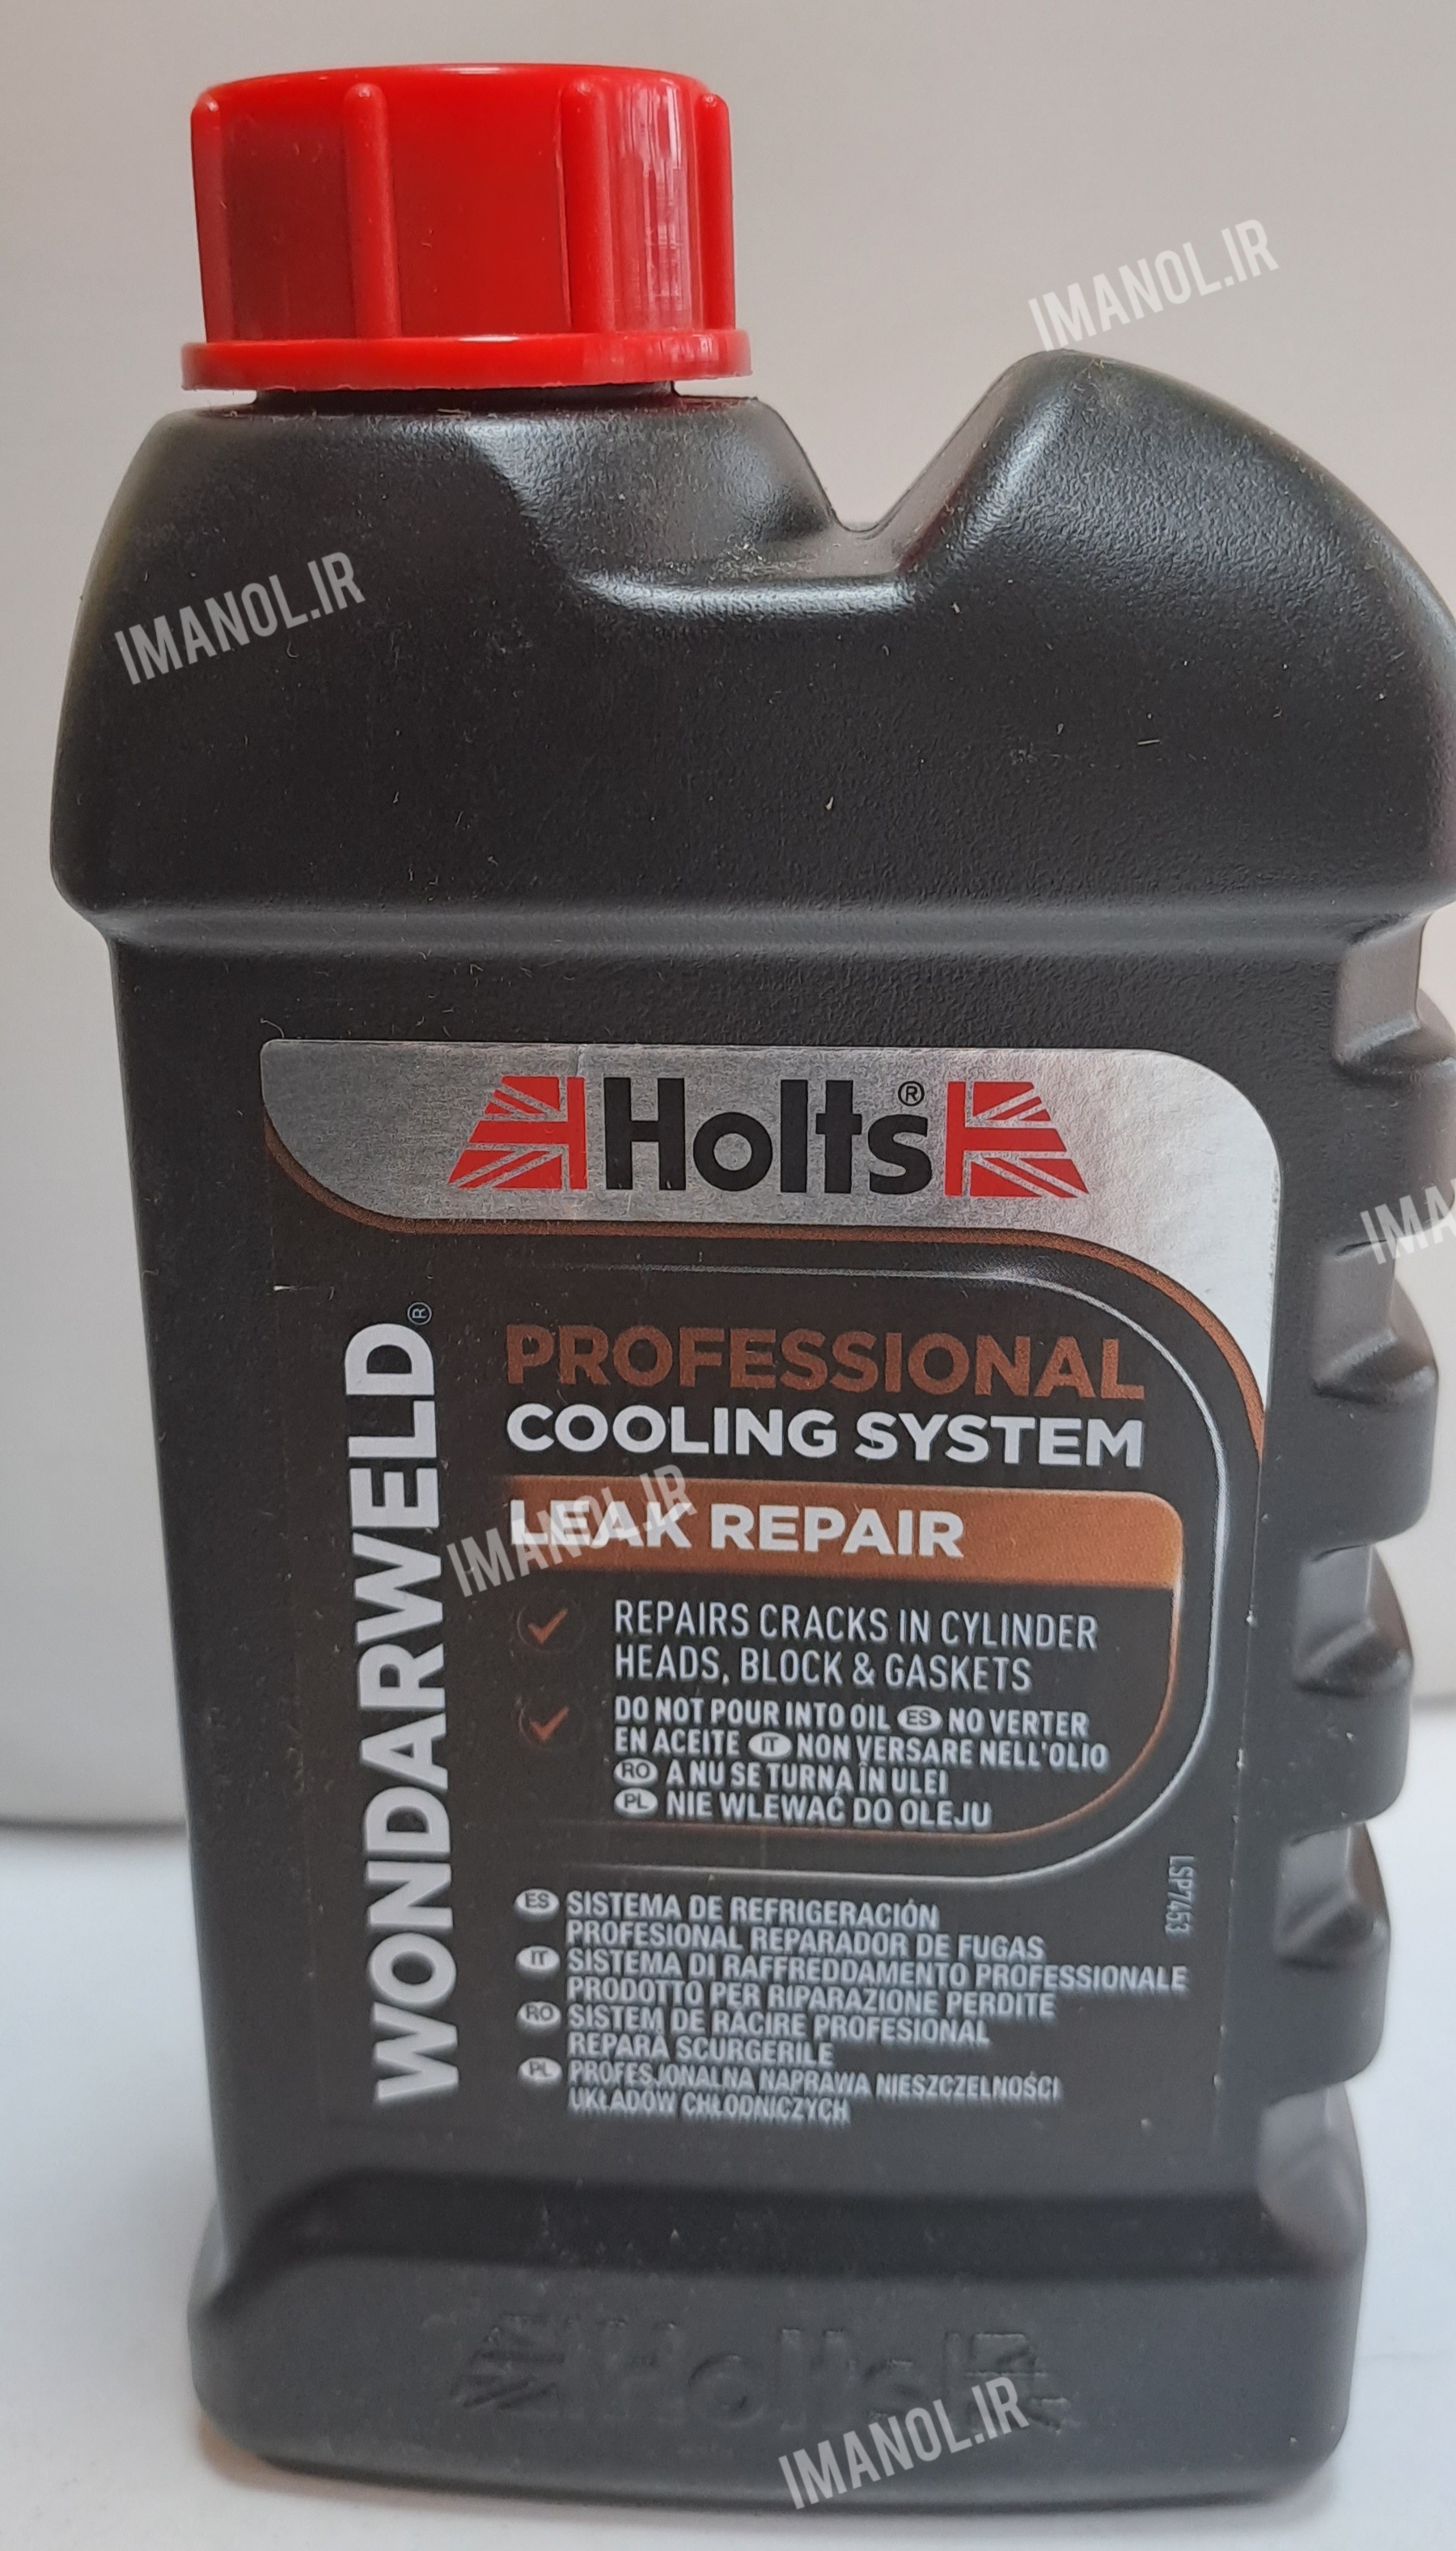 IMANOL.IR
IMANOL.IR
Holts®
IMA
WONDARWELD®
PROFESSIONAL
COOLING SYSTEM
LEAK REPAIR
IMANOL.IR
REPAIRS CRACKS IN CYLINDER
HEADS, BLOCK & GASKETS
DO NOT POUR INTO OIL ES NO VERTER
EN ACEITE IT NON VERSARE NELL'OLIO
RO A NU SE TURNA ÎN ULEI
PL NIE WLEWAĆ DO OLEJU
LSP7453
ES SISTEMA DE REFRIGERACIÓN
PROFESIONAL REPARADOR DE FUGAS
IT SISTEMA DI RAFFREDDAMENTO PROFESSIONALE
PRODOTTO PER RIPARAZIONE PERDITE
RO SISTEM DE RĂCIRE PROFESIONAL
REPARĂ SCURGERILE
PL PROFESJONALNA NAPRAWA NIESZCZELNOŚCI
UKŁADÓW CHŁODNICZYCH
Holts
IMANOL.IR